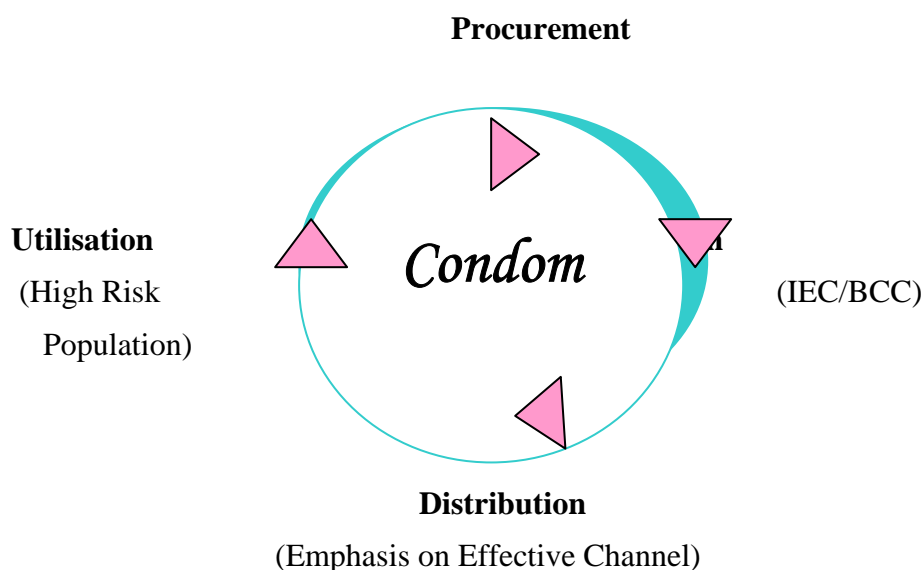 Procurement
Utilisation
(High Risk
Population)
Condom
(IEC/BCC)
Distribution
(Emphasis on Effective Channel)